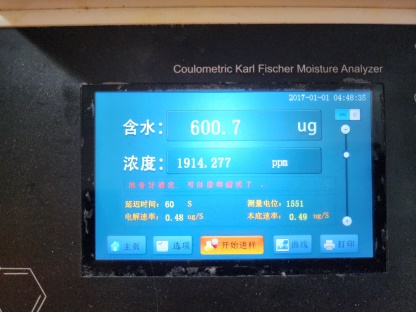 Coulometric Karl Fischer Moisture Analyzer
2017-01-01 04:48:35
含水: 600.7 ug
浓度: 1914.277 ppm
延迟时间: 60 S 测量电位: 1551
电解速率: 0.48 ug/S 本底速率: 0.49 ug/S
主页 选项 开始进样 曲线 打印